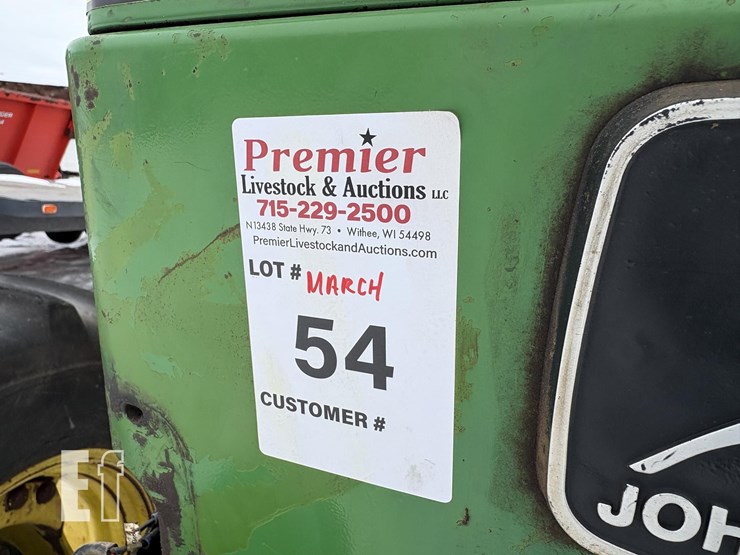 Premier
Livestock & Auctions LLC
715-229-2500
N13438 State Hwy. 73 • Withee, WI 54498
PremierLivestockandAuctions.com
LOT # MARCH
54
CUSTOMER #
JOH
Ef